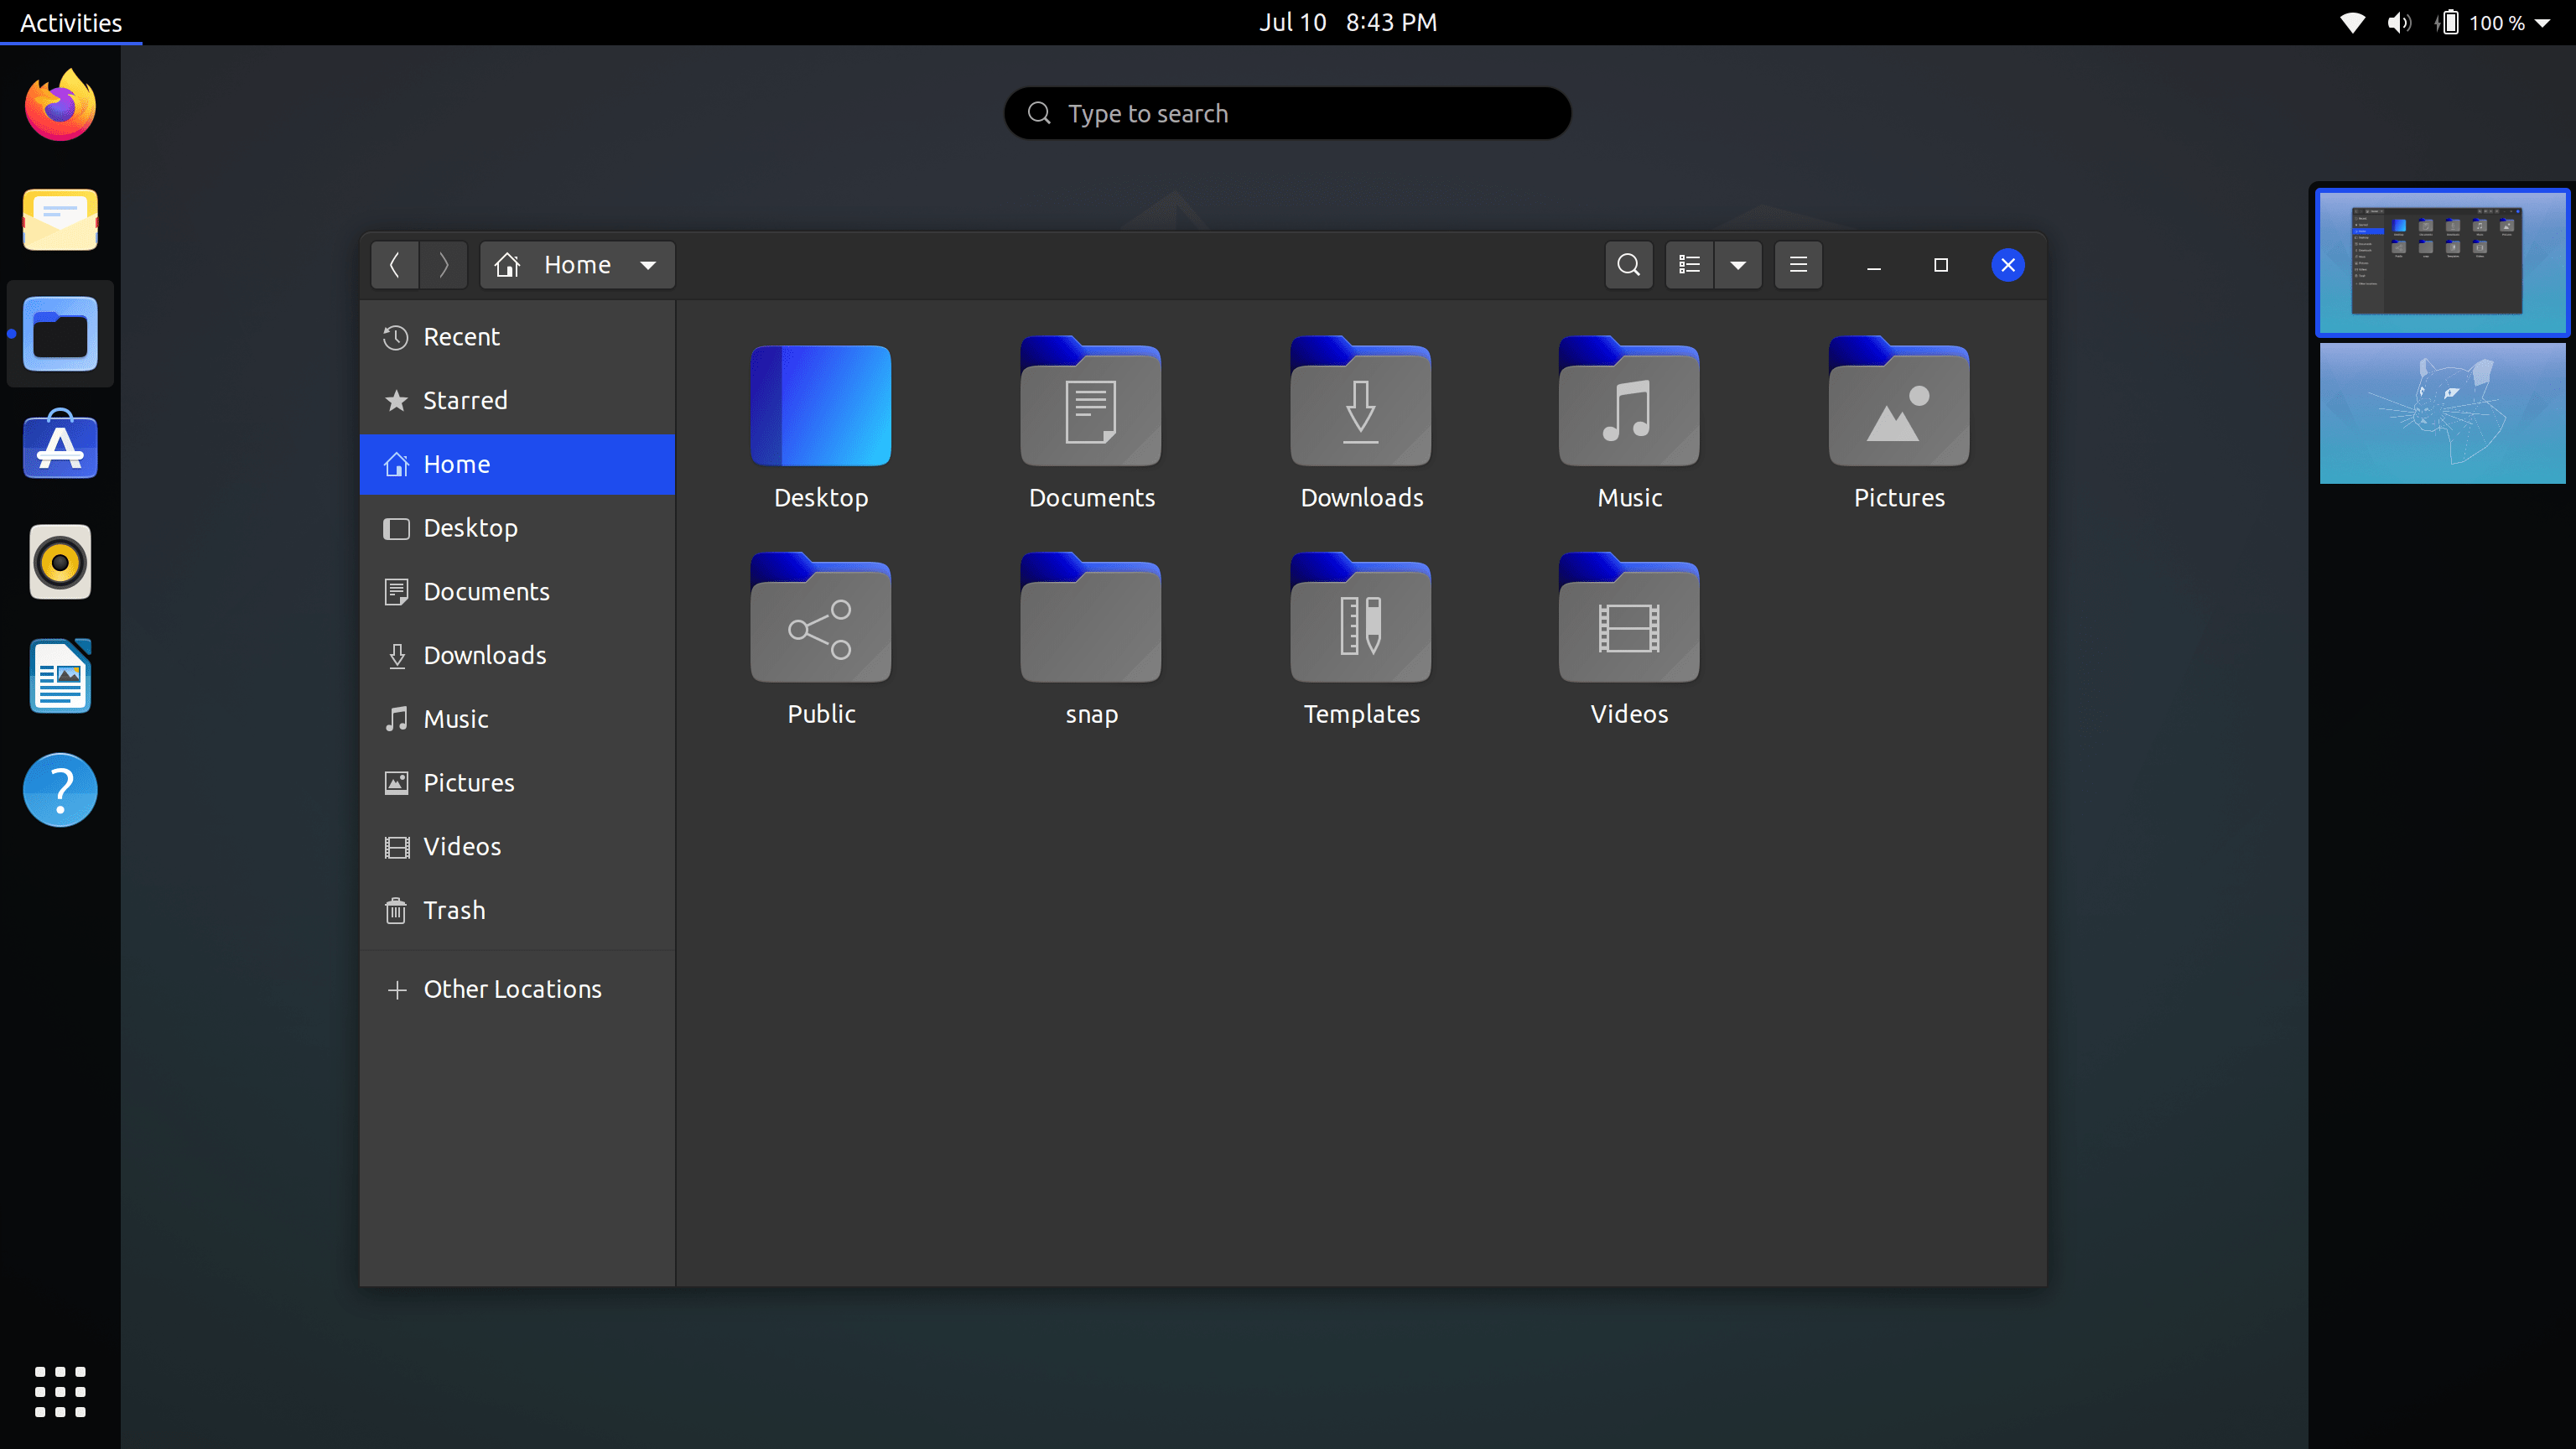 Activities
Jul 10 8:43 PM
100 %
Type to search
Home
Recent
Starred
Home
Desktop
Documents
Downloads
Music
Pictures
Videos
Trash
Other Locations
Desktop
Documents
Downloads
Music
Pictures
Public
snap
Templates
Videos